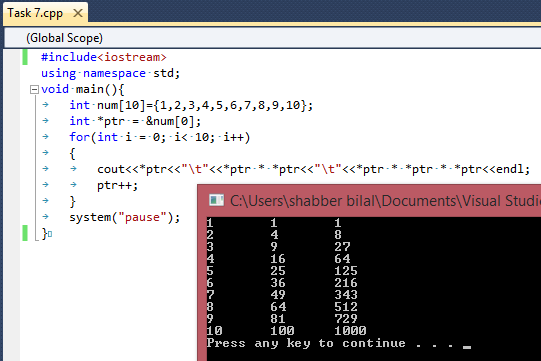 Task 7.cpp ×
(Global Scope)
#include<iostream>
using namespace std;
void main(){
int num[10]={1,2,3,4,5,6,7,8,9,10};
int *ptr = &num[0];
for(int i = 0; i< 10; i++)
{
cout<<*ptr<<"\t"<<*ptr * *ptr<<"\t"<<*ptr * *ptr * *ptr<<endl;
ptr++;
}
system("pause");
}
C:\Users\shabber bilal\Documents\Visual Studio
1 1 1
2 4 8
3 9 27
4 16 64
5 25 125
6 36 216
7 49 343
8 64 512
9 81 729
10 100 1000
Press any key to continue . . . _